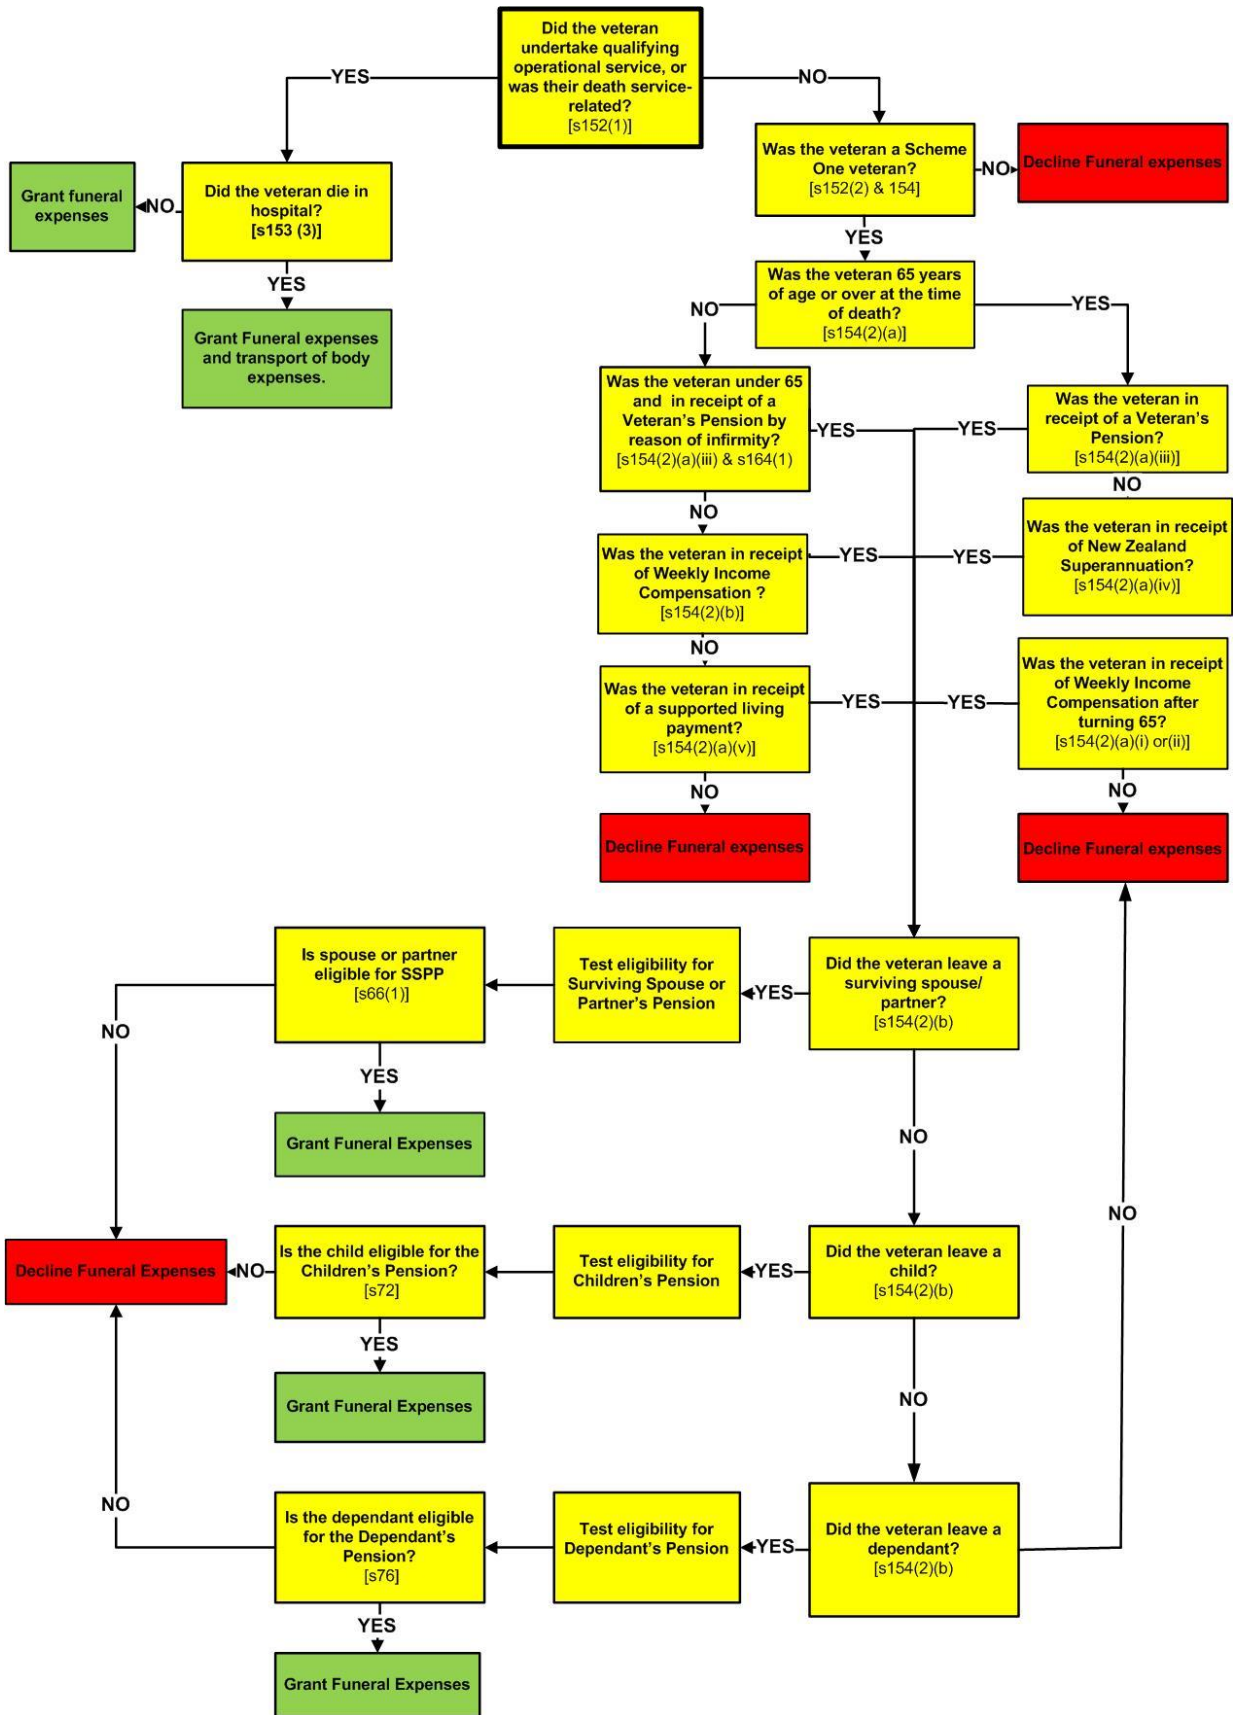 Did the veteran
undertake qualifying
operational service, or
was their death service-
related?
[s152(1)]
YES
NO
Was the veteran a Scheme
One veteran?
[s152(2) & 154]
NO
Decline Funeral expenses
Did the veteran die in
hospital?
[s153 (3)]
NO
Grant funeral
expenses
YES
Grant Funeral expenses
and transport of body
expenses.
YES
Was the veteran 65 years
of age or over at the time
of death?
[s154(2)(a)]
NO
YES
Was the veteran under 65
and in receipt of a
Veteran's Pension by
reason of infirmity?
[s154(2)(a)(iii) & s164(1)
YES
YES
Was the veteran in
receipt of a Veteran's
Pension?
[s154(2)(a)(iii)]
NO
NO
Was the veteran in receipt
of Weekly Income
Compensation ?
[s154(2)(b)]
YES
YES
Was the veteran in receipt
of New Zealand
Superannuation?
[s154(2)(a)(iv)]
NO
Was the veteran in receipt
of a supported living
payment?
[s154(2)(a)(v)]
YES
YES
Was the veteran in receipt
of Weekly Income
Compensation after
turning 65?
[s154(2)(a)(i) or(ii)]
NO
NO
Decline Funeral expenses
Decline Funeral expenses
Is spouse or partner
eligible for SSPP
[s66(1)]
Test eligibility for
Surviving Spouse or
Partner's Pension
YES
Did the veteran leave a
surviving spouse/
partner?
[s154(2)(b)
NO
YES
Grant Funeral Expenses
NO
NO
Decline Funeral Expenses
NO
Is the child eligible for the
Children's Pension?
[s72]
Test eligibility for
Children's Pension
YES
Did the veteran leave a
child?
[s154(2)(b)
YES
Grant Funeral Expenses
NO
NO
Is the dependant eligible
for the Dependant's
Pension?
[s76]
Test eligibility for
Dependant's Pension
YES
Did the veteran leave a
dependant?
[s154(2)(b)
YES
Grant Funeral Expenses